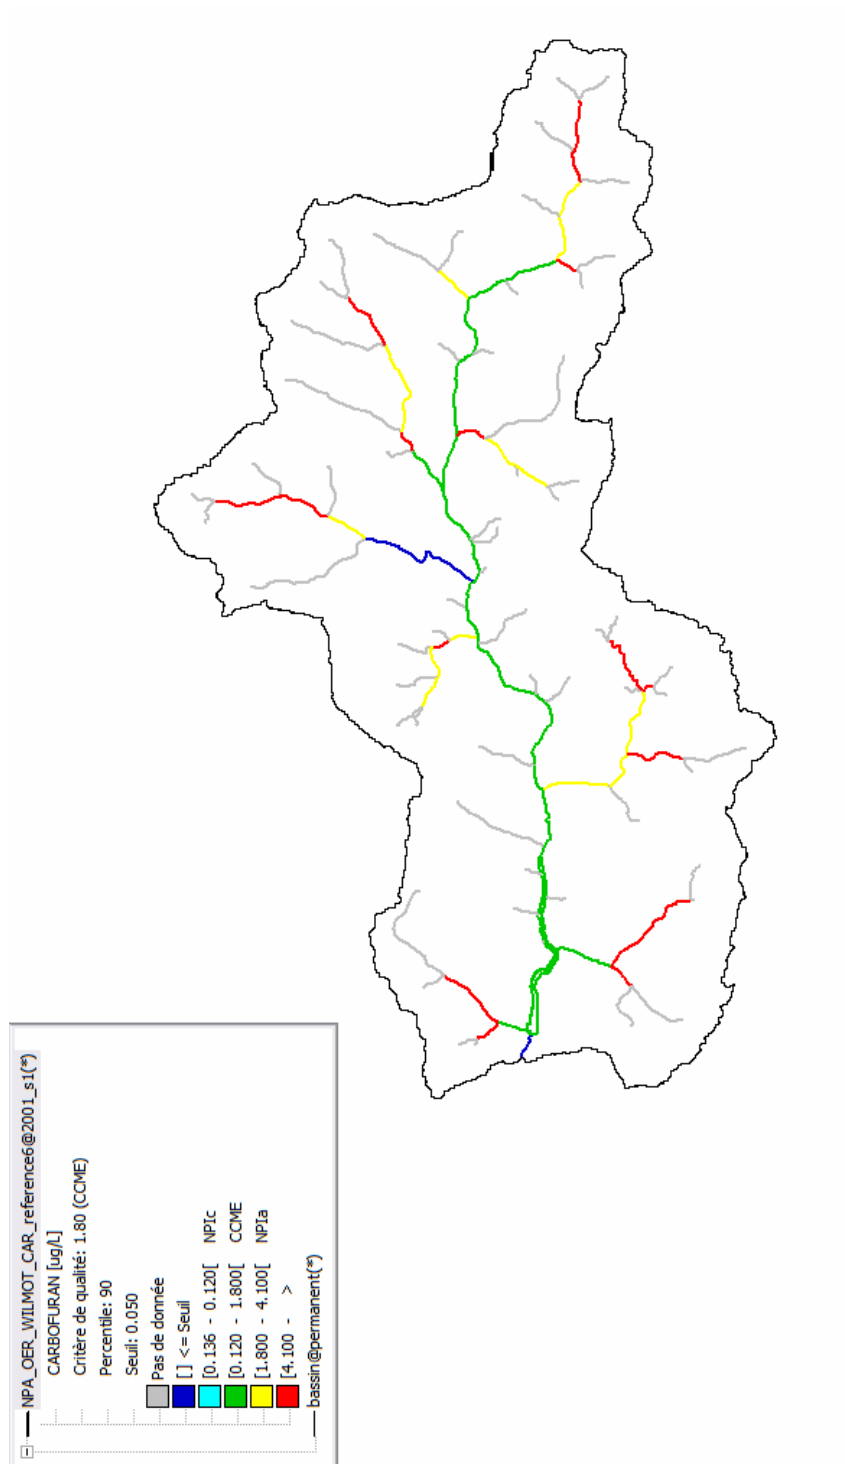 NPA_OER_WILMOT_CAR_reference6@2001_s1(*)
CARBOFURAN [ug/L]
Critère de qualité: 1.80 (CCME)
Percentile: 90
Seuil: 0.050
Pas de donnée
[ ] <= Seuil
[0.136 - 0.120[ NPIc
[0.120 - 1.800[ CCME
[1.800 - 4.100[ NPIa
[4.100 - >
bassin@permanent(*)